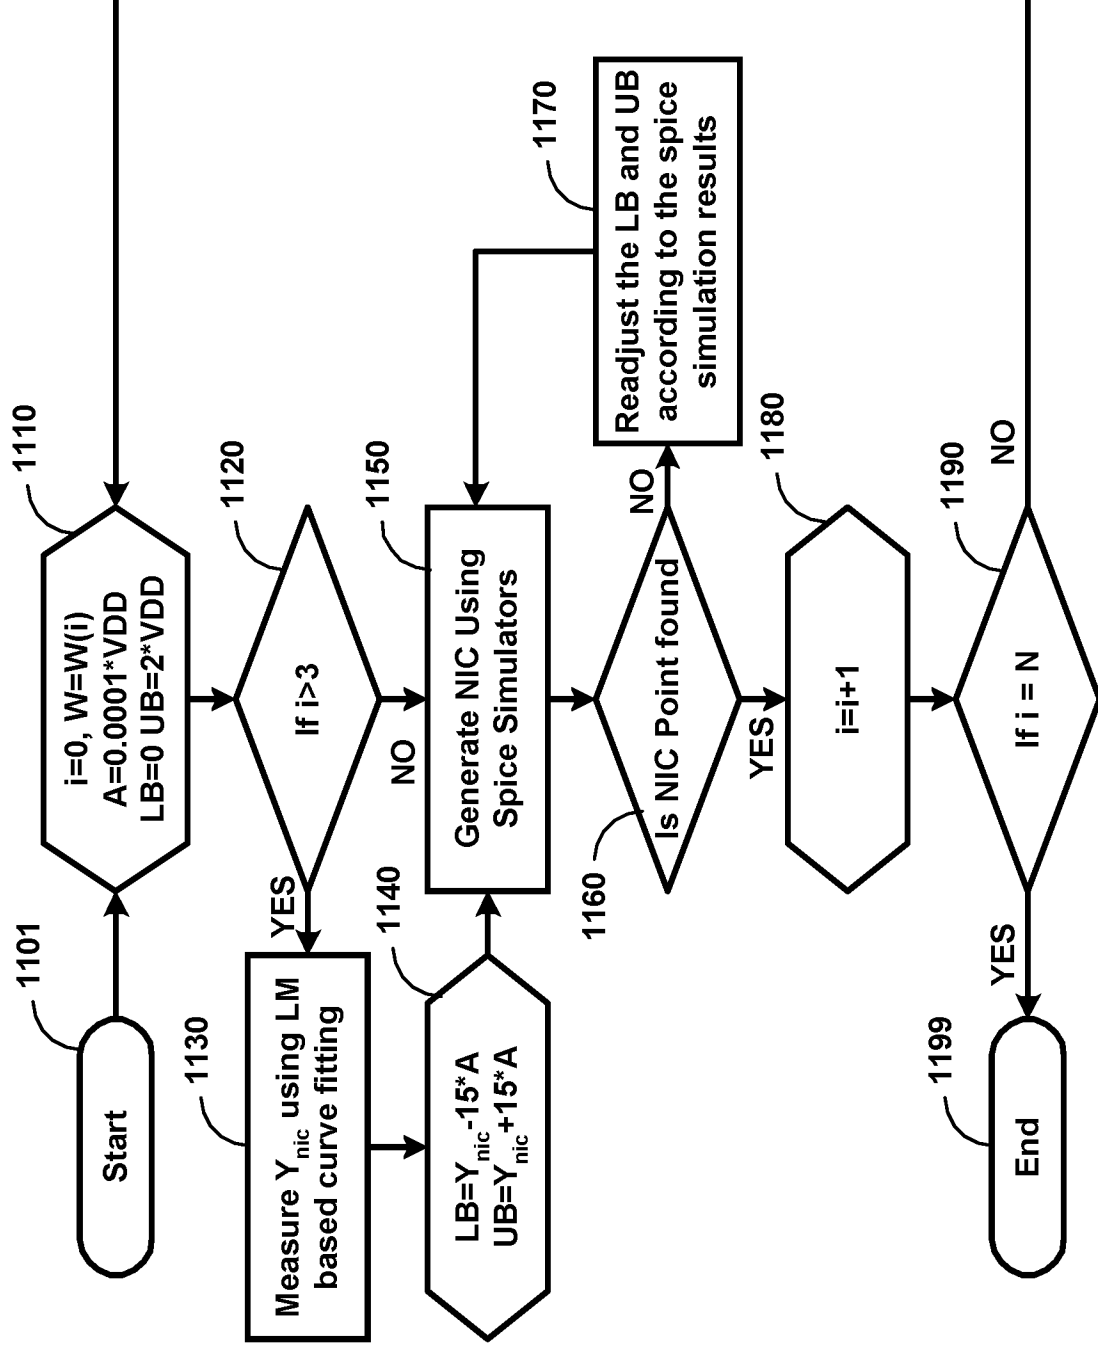 1101
Start
1110
i=0, W=W(i)
A=0.0001*VDD
LB=0 UB=2*VDD
1120
If i>3
YES
NO
1130
Measure Ynic using LM
based curve fitting
1140
LB=Ynic-15*A
UB=Ynic+15*A
1150
Generate NIC Using
Spice Simulators
1160
Is NIC Point found
NO
YES
1170
Readjust the LB and UB
according to the spice
simulation results
1180
i=i+1
1190
If i = N
NO
YES
1199
End